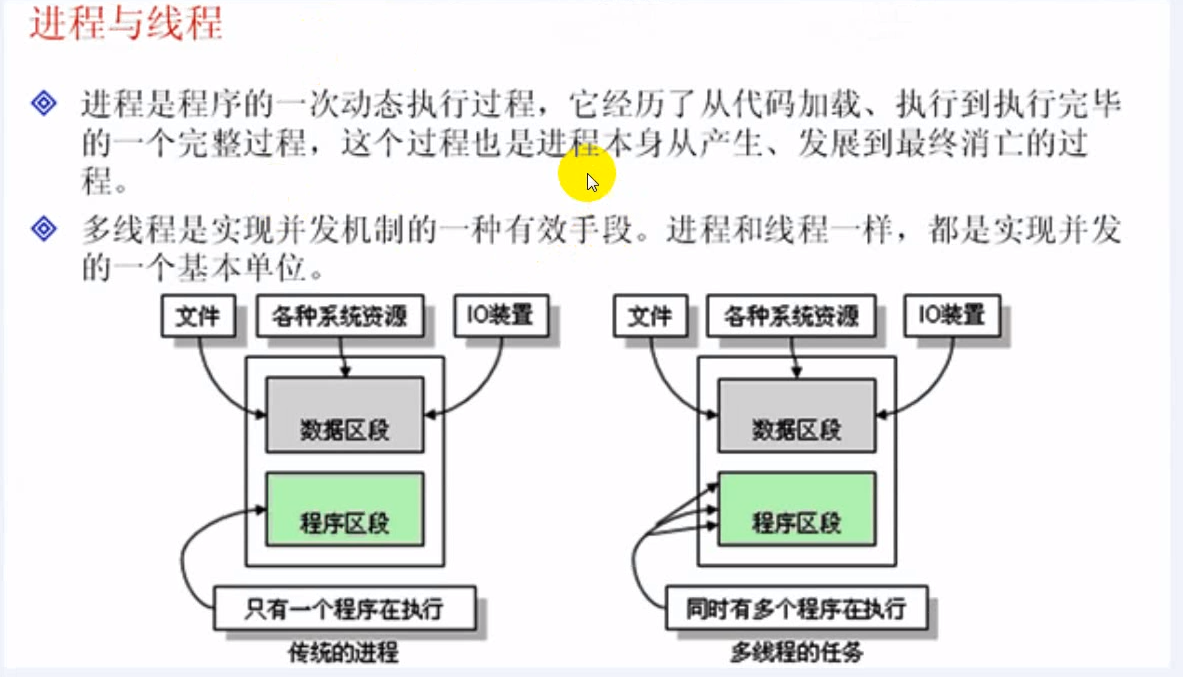 进程与线程
进程是程序的一次动态执行过程，它经历了从代码加载、执行到执行完毕
的一个完整过程，这个过程也是进程本身从产生、发展到最终消亡的过
程。
多线程是实现并发机制的一种有效手段。进程和线程一样，都是实现并发
的一个基本单位。
文件 各种系统资源 IO装置
数据区段
程序区段
只有一个程序在执行
传统的进程
文件 各种系统资源 IO装置
数据区段
程序区段
同时有多个程序在执行
多线程的任务